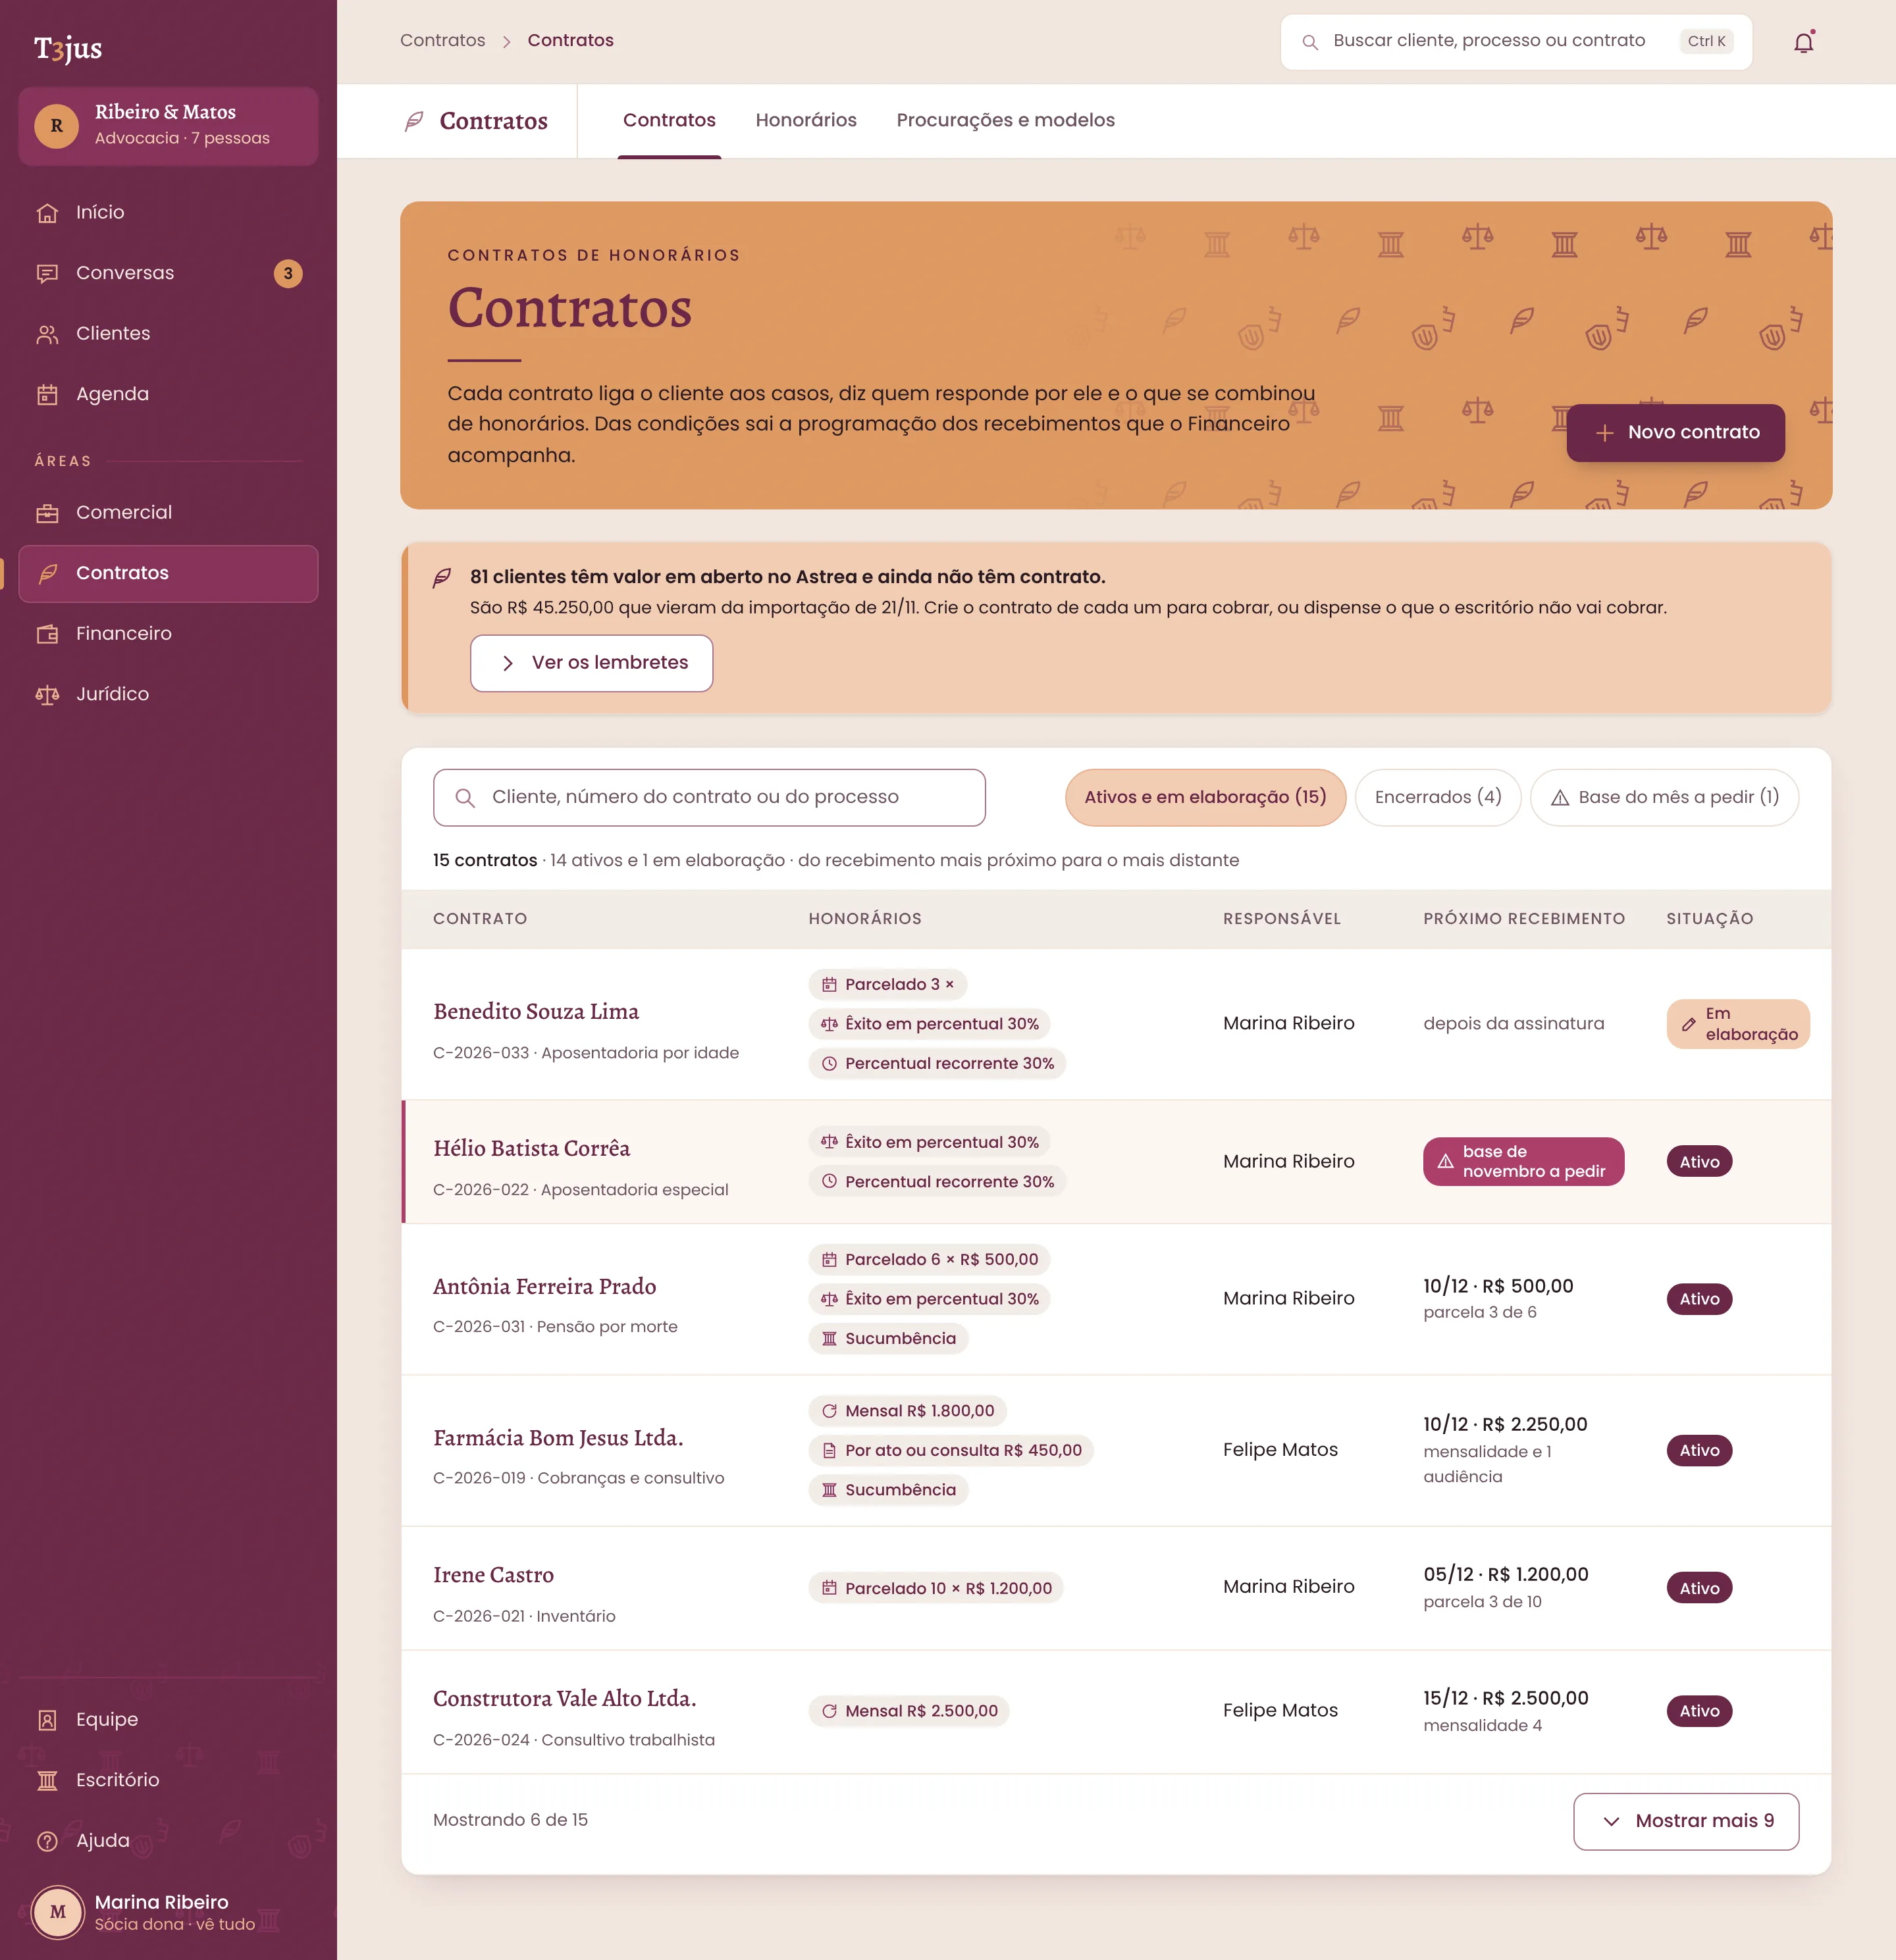 T3jus
R
Ribeiro & Matos
Advocacia · 7 pessoas
Início
Conversas
3
Clientes
Agenda
ÁREAS
Comercial
Contratos
Financeiro
Jurídico
Equipe
Escritório
Ajuda
M
Marina Ribeiro
Sócia dona · vê tudo
Contratos
Contratos
Buscar cliente, processo ou contrato
Ctrl K
Contratos
Contratos
Honorários
Procurações e modelos
CONTRATOS DE HONORÁRIOS
Contratos
Cada contrato liga o cliente aos casos, diz quem responde por ele e o que se combinou
de honorários. Das condições sai a programação dos recebimentos que o Financeiro
acompanha.
Novo contrato
81 clientes têm valor em aberto no Astrea e ainda não têm contrato.
São R$ 45.250,00 que vieram da importação de 21/11. Crie o contrato de cada um para cobrar, ou dispense o que o escritório não vai cobrar.
Ver os lembretes
Cliente, número do contrato ou do processo
Ativos e em elaboração (15)
Encerrados (4)
Base do mês a pedir (1)
15 contratos · 14 ativos e 1 em elaboração · do recebimento mais próximo para o mais distante
CONTRATO
HONORÁRIOS
RESPONSÁVEL
PRÓXIMO RECEBIMENTO
SITUAÇÃO
Benedito Souza Lima
C-2026-033 · Aposentadoria por idade
Parcelado 3 ×
Êxito em percentual 30%
Percentual recorrente 30%
Marina Ribeiro
depois da assinatura
Em
elaboração
Hélio Batista Corrêa
C-2026-022 · Aposentadoria especial
Êxito em percentual 30%
Percentual recorrente 30%
Marina Ribeiro
base de
novembro a pedir
Ativo
Antônia Ferreira Prado
C-2026-031 · Pensão por morte
Parcelado 6 × R$ 500,00
Êxito em percentual 30%
Sucumbência
Marina Ribeiro
10/12 · R$ 500,00
parcela 3 de 6
Ativo
Farmácia Bom Jesus Ltda.
C-2026-019 · Cobranças e consultivo
Mensal R$ 1.800,00
Por ato ou consulta R$ 450,00
Sucumbência
Felipe Matos
10/12 · R$ 2.250,00
mensalidade e 1
audiência
Ativo
Irene Castro
C-2026-021 · Inventário
Parcelado 10 × R$ 1.200,00
Marina Ribeiro
05/12 · R$ 1.200,00
parcela 3 de 10
Ativo
Construtora Vale Alto Ltda.
C-2026-024 · Consultivo trabalhista
Mensal R$ 2.500,00
Felipe Matos
15/12 · R$ 2.500,00
mensalidade 4
Ativo
Mostrando 6 de 15
Mostrar mais 9